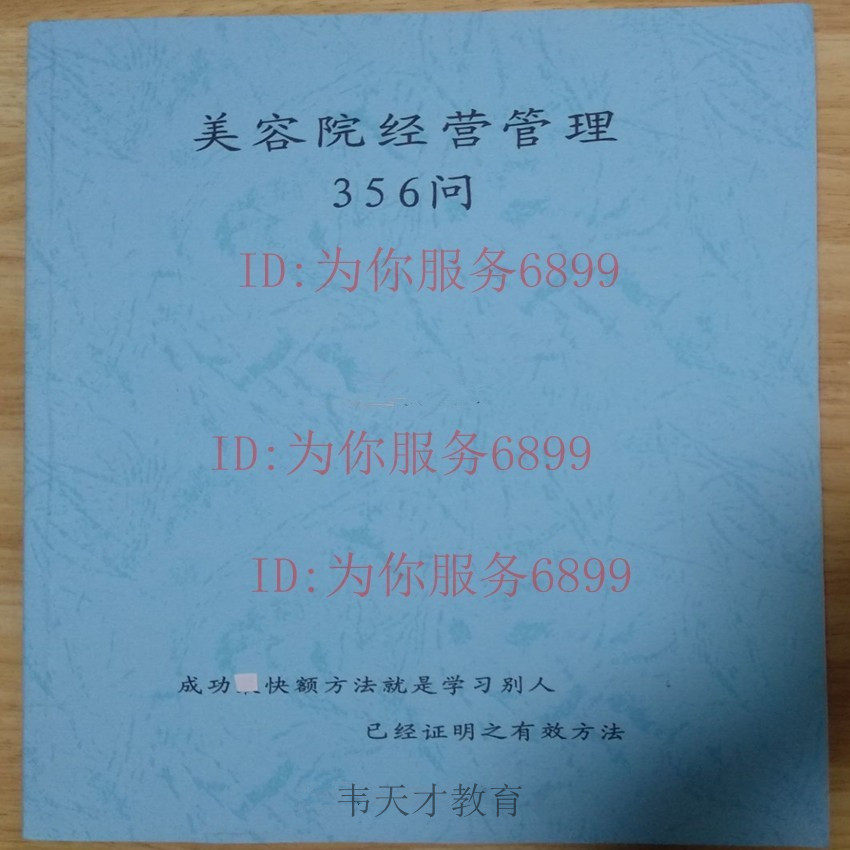 美容院经营管理
356问
ID:为你服务6899
ID:为你服务6899
ID:为你服务6899
成功快额方法就是学习别人
已经证明之有效方法
韦天才教育